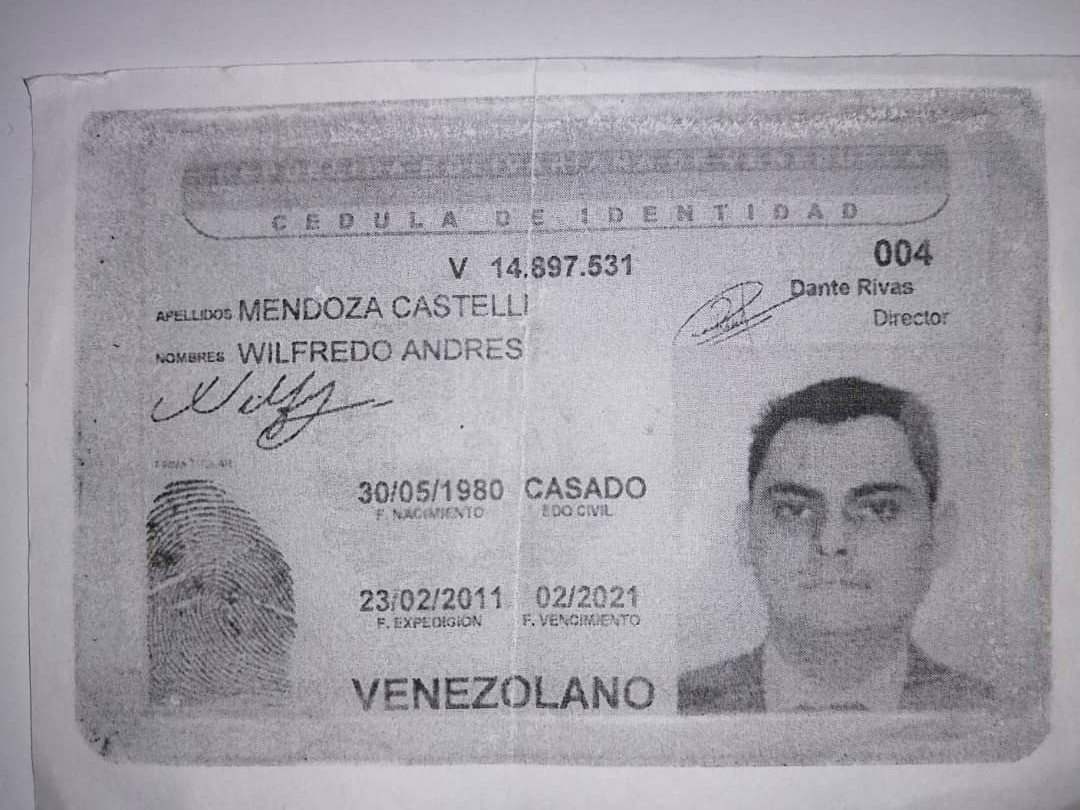 CEDULA DE IDENTIDAD
V 14.897.531
004
Dante Rivas
Director
APELLIDOS MENDOZA CASTELLI
NOMBRES WILFREDO ANDRES
FIRMA TITULAR
30/05/1980 CASADO
F. NACIMIENTO EDO CIVIL
23/02/2011 02/2021
F. EXPEDICION F. VENCIMIENTO
VENEZOLANO